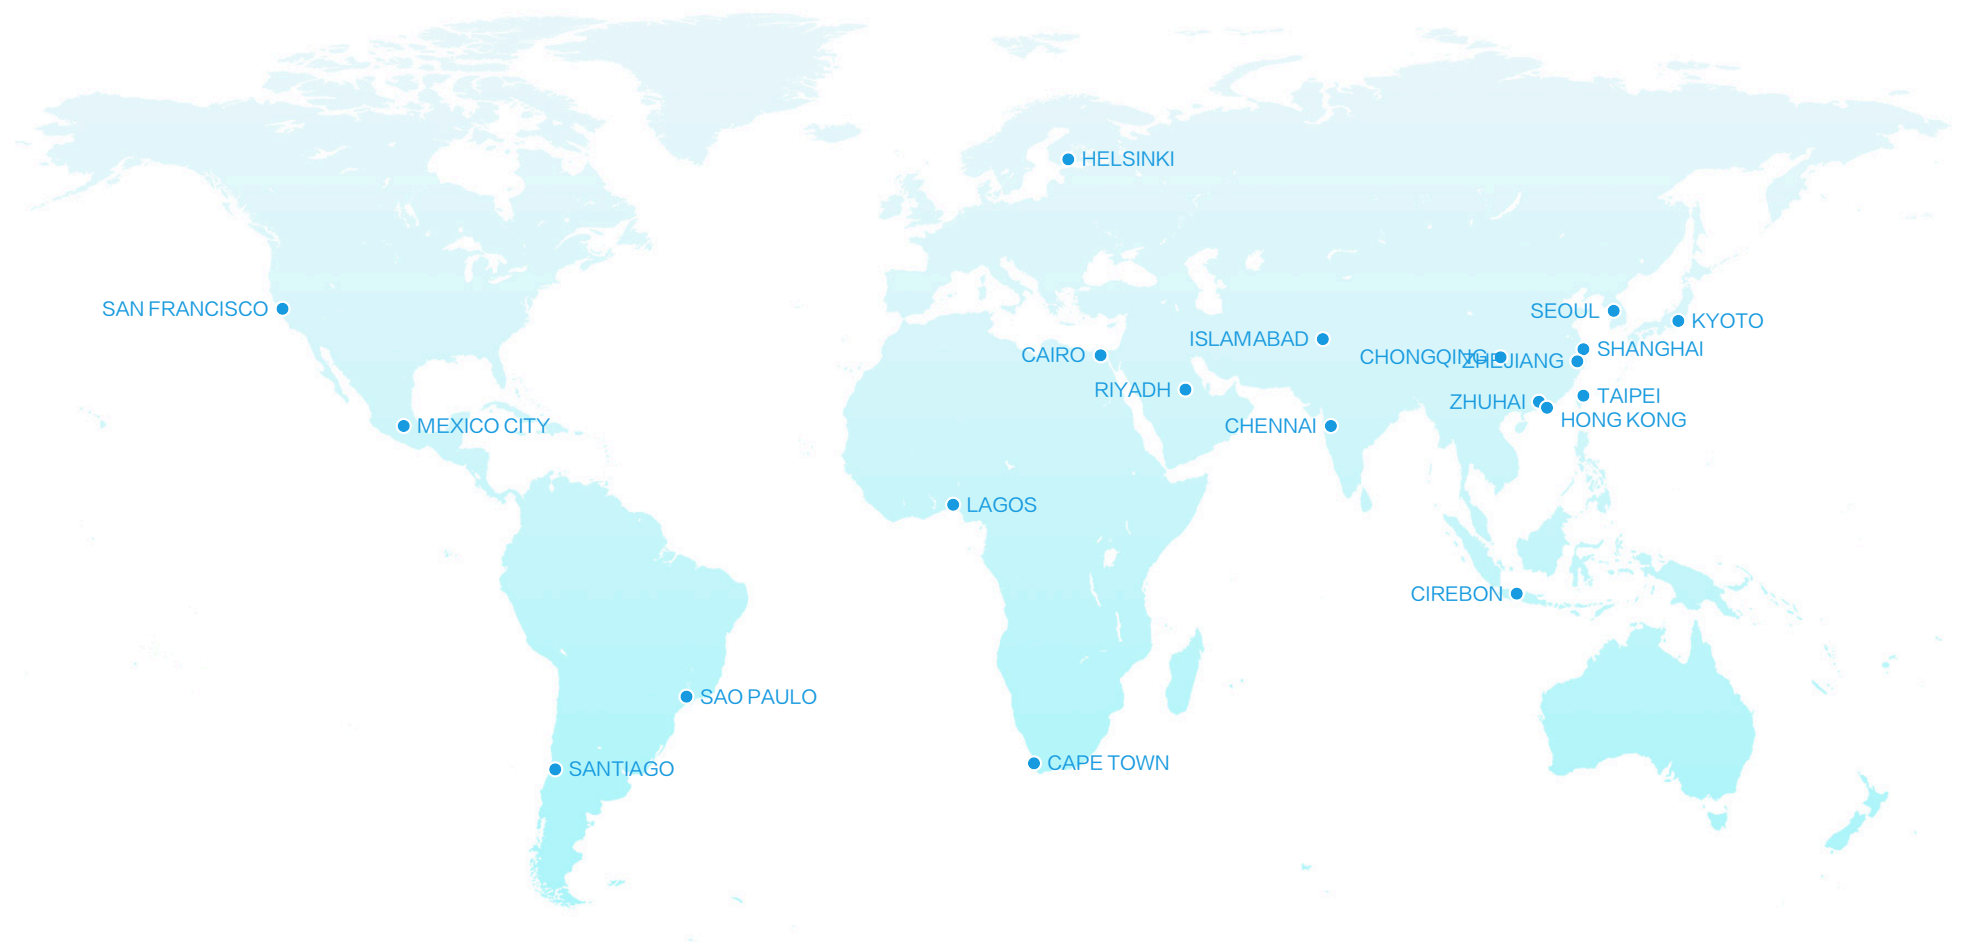 HELSINKI
SAN FRANCISCO
SEOUL
KYOTO
ISLAMABAD
SHANGHAI
CAIRO
CHONGQING
ZHEJIANG
RIYADH
TAIPEI
ZHUHAI
HONG KONG
MEXICO CITY
CHENNAI
LAGOS
CIREBON
SAO PAULO
CAPE TOWN
SANTIAGO